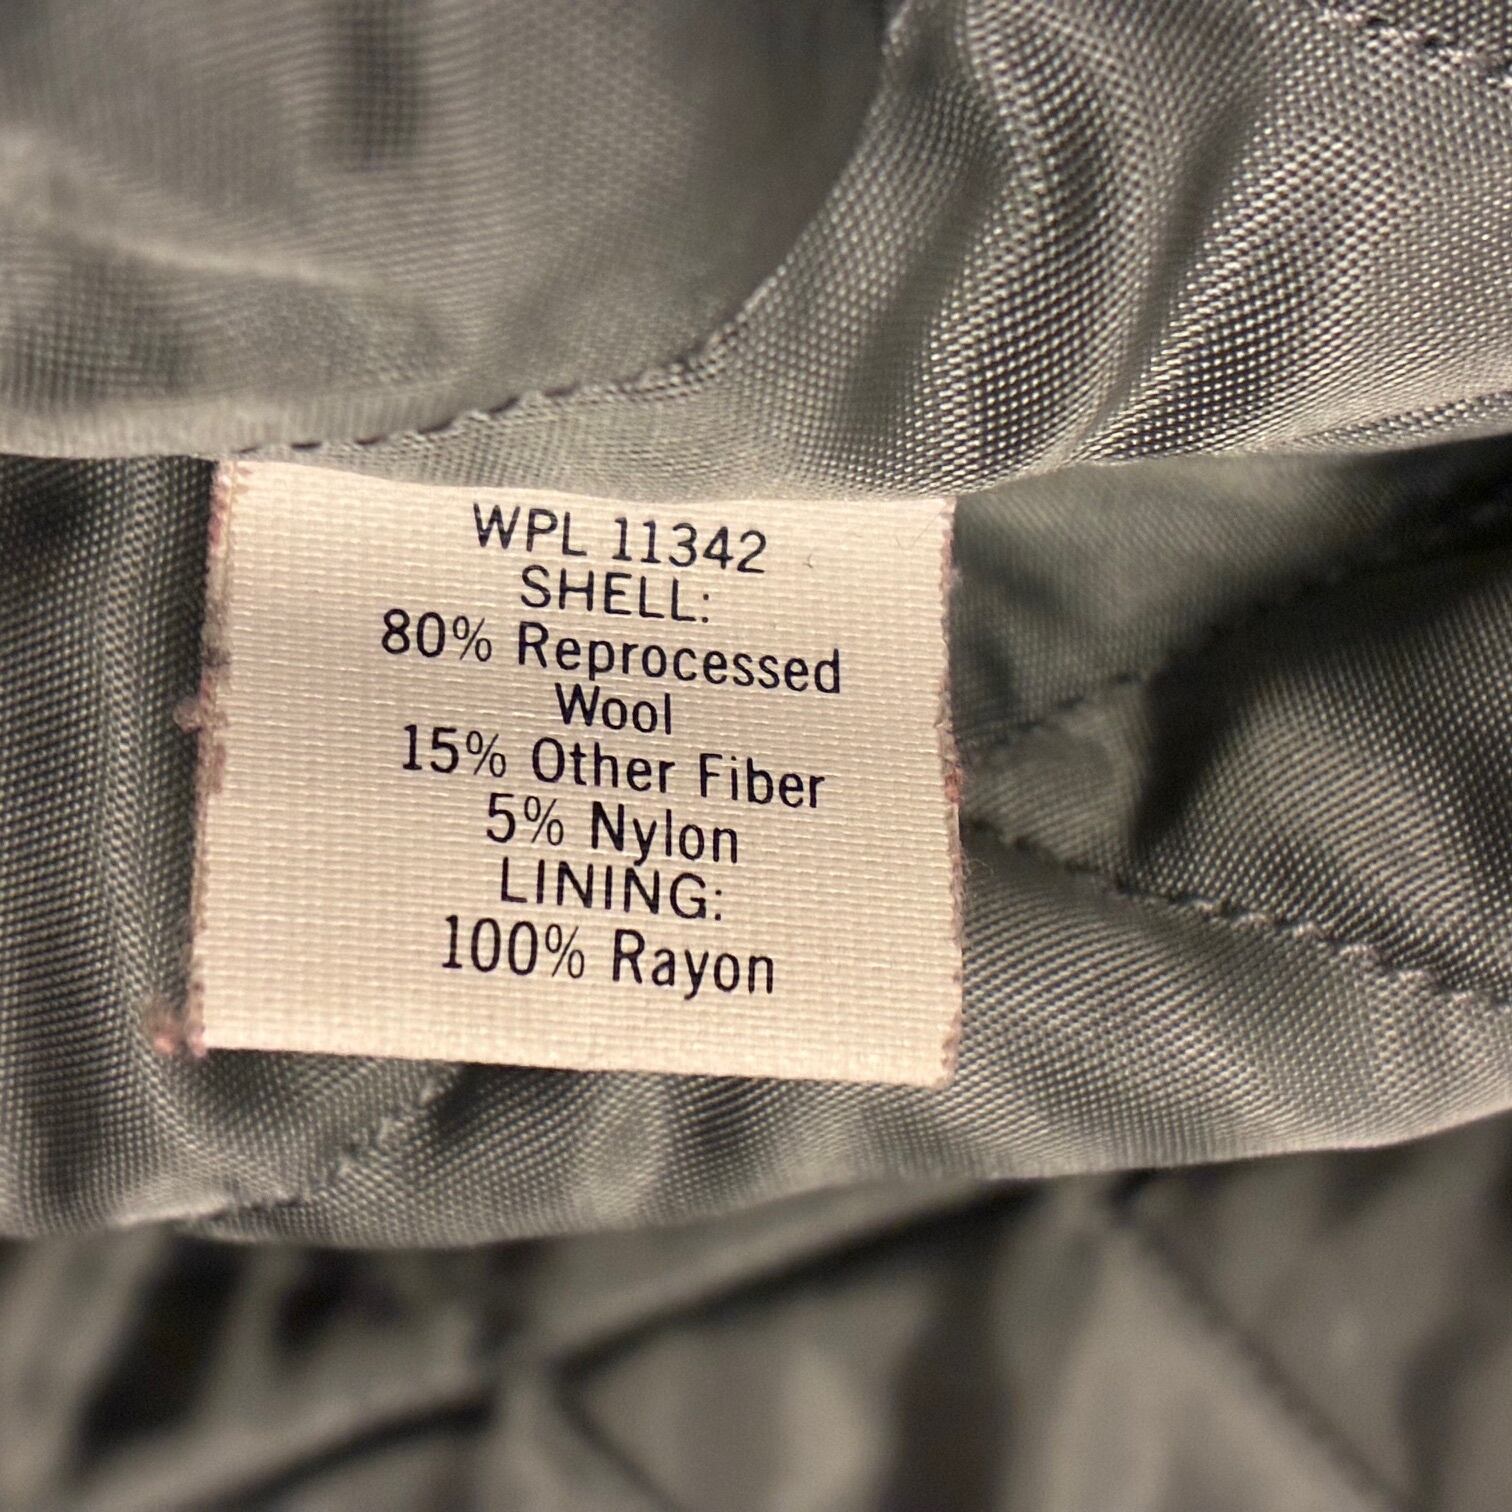 WPL 11342
SHELL:
80% Reprocessed
Wool
15% Other Fiber
5% Nylon
LINING:
100% Rayon